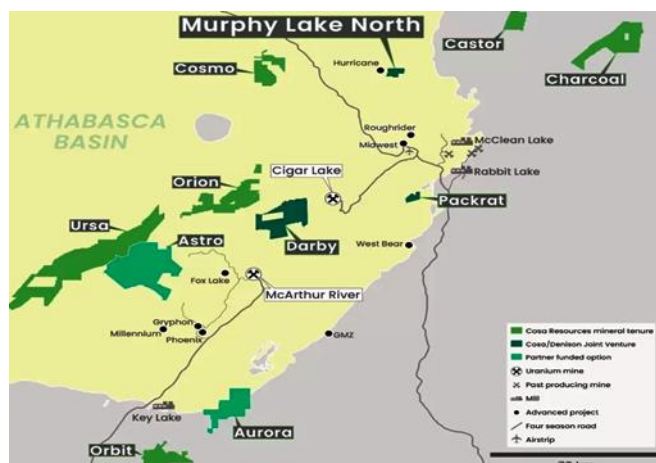 Murphy Lake North
Castor
Charcoal
Cosmo
Hurricane
ATHABASCA
BASIN
Roughrider
Midwest
McClean Lake
Cigar Lake
Rabbit Lake
Orion
Packrat
Ursa
Astro
Darby
West Bear
Fox Lake
McArthur River
Gryphon
Millennium
Phoenix
GMZ
Key Lake
Aurora
Orbit
Cosa Resources mineral tenure
Cosa/Denison Joint Venture
Partner funded option
Uranium mine
Past producing mine
Mill
Advanced project
Four season road
Airstrip